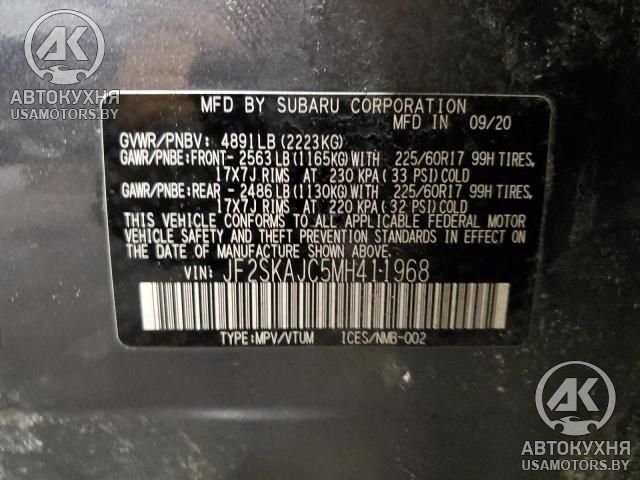 АК
АВТОКУХНЯ
USAMOTORS.BY
MFD BY SUBARU CORPORATION
MFD IN 09/20
GVWR/PNBV: 4891LB(2223KG)
GAWR/PNBE:FRONT- 2563LB(1165KG)WITH 225/60R17 99H TIRES,
17X7J RIMS AT 230 KPA(33 PSI)COLD
GAWR/PNBE:REAR - 2486LB(1130KG)WITH 225/60R17 99H TIRES,
17X7J RIMS AT 220 KPA(32 PSI)COLD
THIS VEHICLE CONFORMS TO ALL APPLICABLE FEDERAL MOTOR
VEHICLE SAFETY AND THEFT PREVENTION STANDARDS IN EFFECT
ON THE DATE OF MANUFACTURE SHOWN ABOVE.
VIN: JF2SKAJC5MH411968
TYPE:MPV/VTUM ICES/NMB-002
АК
АВТОКУХНЯ
USAMOTORS.BY